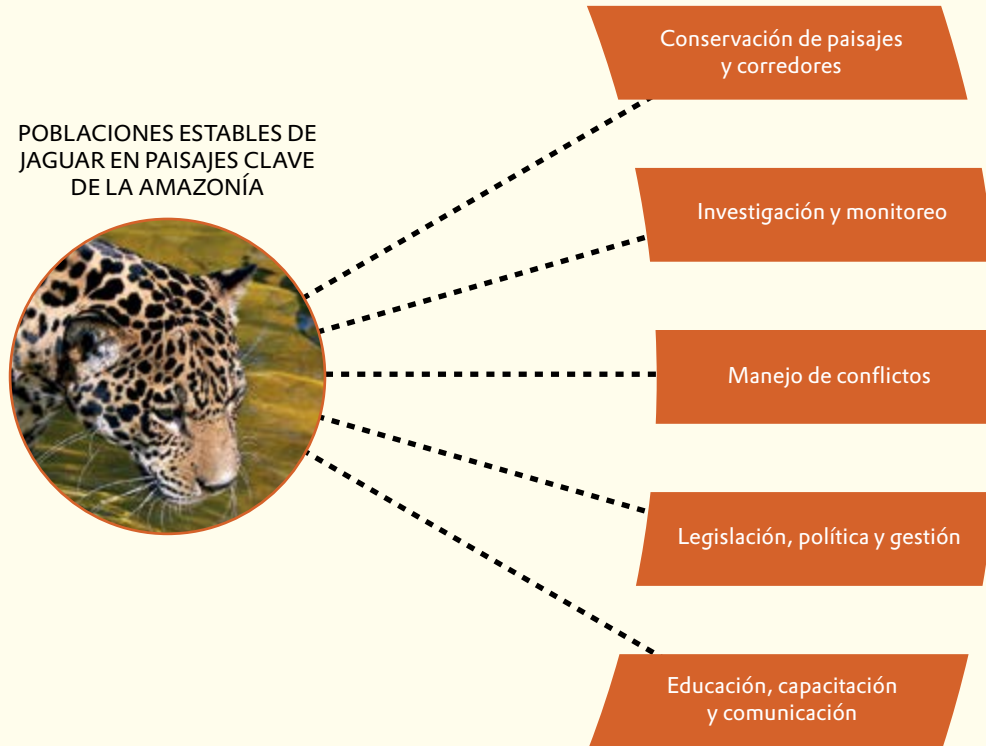 POBLACIONES ESTABLES DE
JAGUAR EN PAISAJES CLAVE
DE LA AMAZONÍA
Conservación de paisajes
y corredores
Investigación y monitoreo
Manejo de conflictos
Legislación, política y gestión
Educación, capacitación
y comunicación